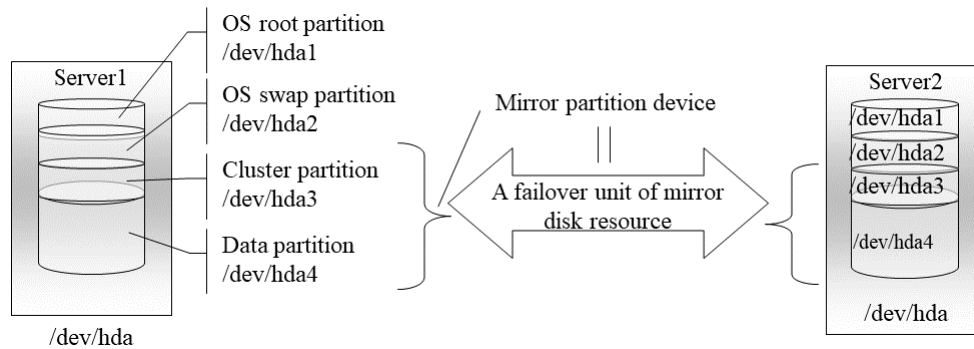 OS root partition
/dev/hda1
Server1
OS swap partition
/dev/hda2
Cluster partition
/dev/hda3
Data partition
/dev/hda4
/dev/hda
Mirror partition device
||
A failover unit of mirror
disk resource
Server2
/dev/hda1
/dev/hda2
/dev/hda3
/dev/hda4
/dev/hda